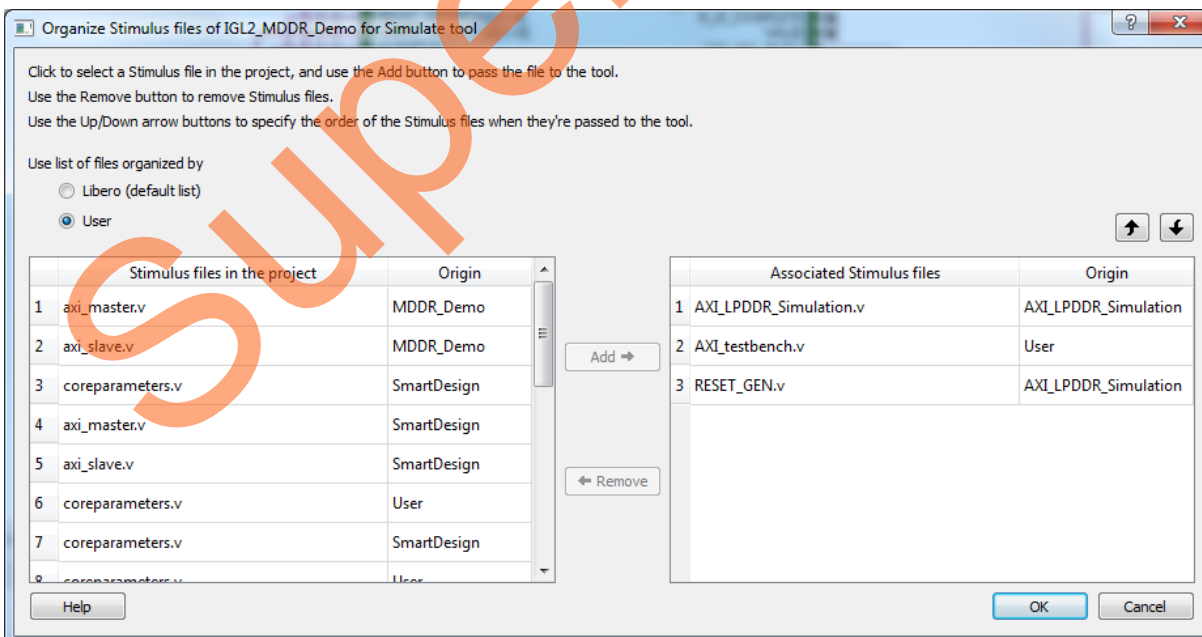 Organize Stimulus files of IGL2_MDDR_Demo for Simulate tool
Click to select a Stimulus file in the project, and use the Add button to pass the file to the tool.
Use the Remove button to remove Stimulus files.
Use the Up/Down arrow buttons to specify the order of the Stimulus files when they're passed to the tool.
Use list of files organized by
Libero (default list)
User
Stimulus files in the project Origin
1 axi_master.v MDDR_Demo
2 axi_slave.v MDDR_Demo
3 coreparameters.v SmartDesign
4 axi_master.v SmartDesign
5 axi_slave.v SmartDesign
6 coreparameters.v User
7 coreparameters.v SmartDesign
8 coreparameters.v User
Add
Remove
Associated Stimulus files Origin
1 AXI_LPDDR_Simulation.v AXI_LPDDR_Simulation
2 AXI_testbench.v User
3 RESET_GEN.v AXI_LPDDR_Simulation
Help OK Cancel
Supe